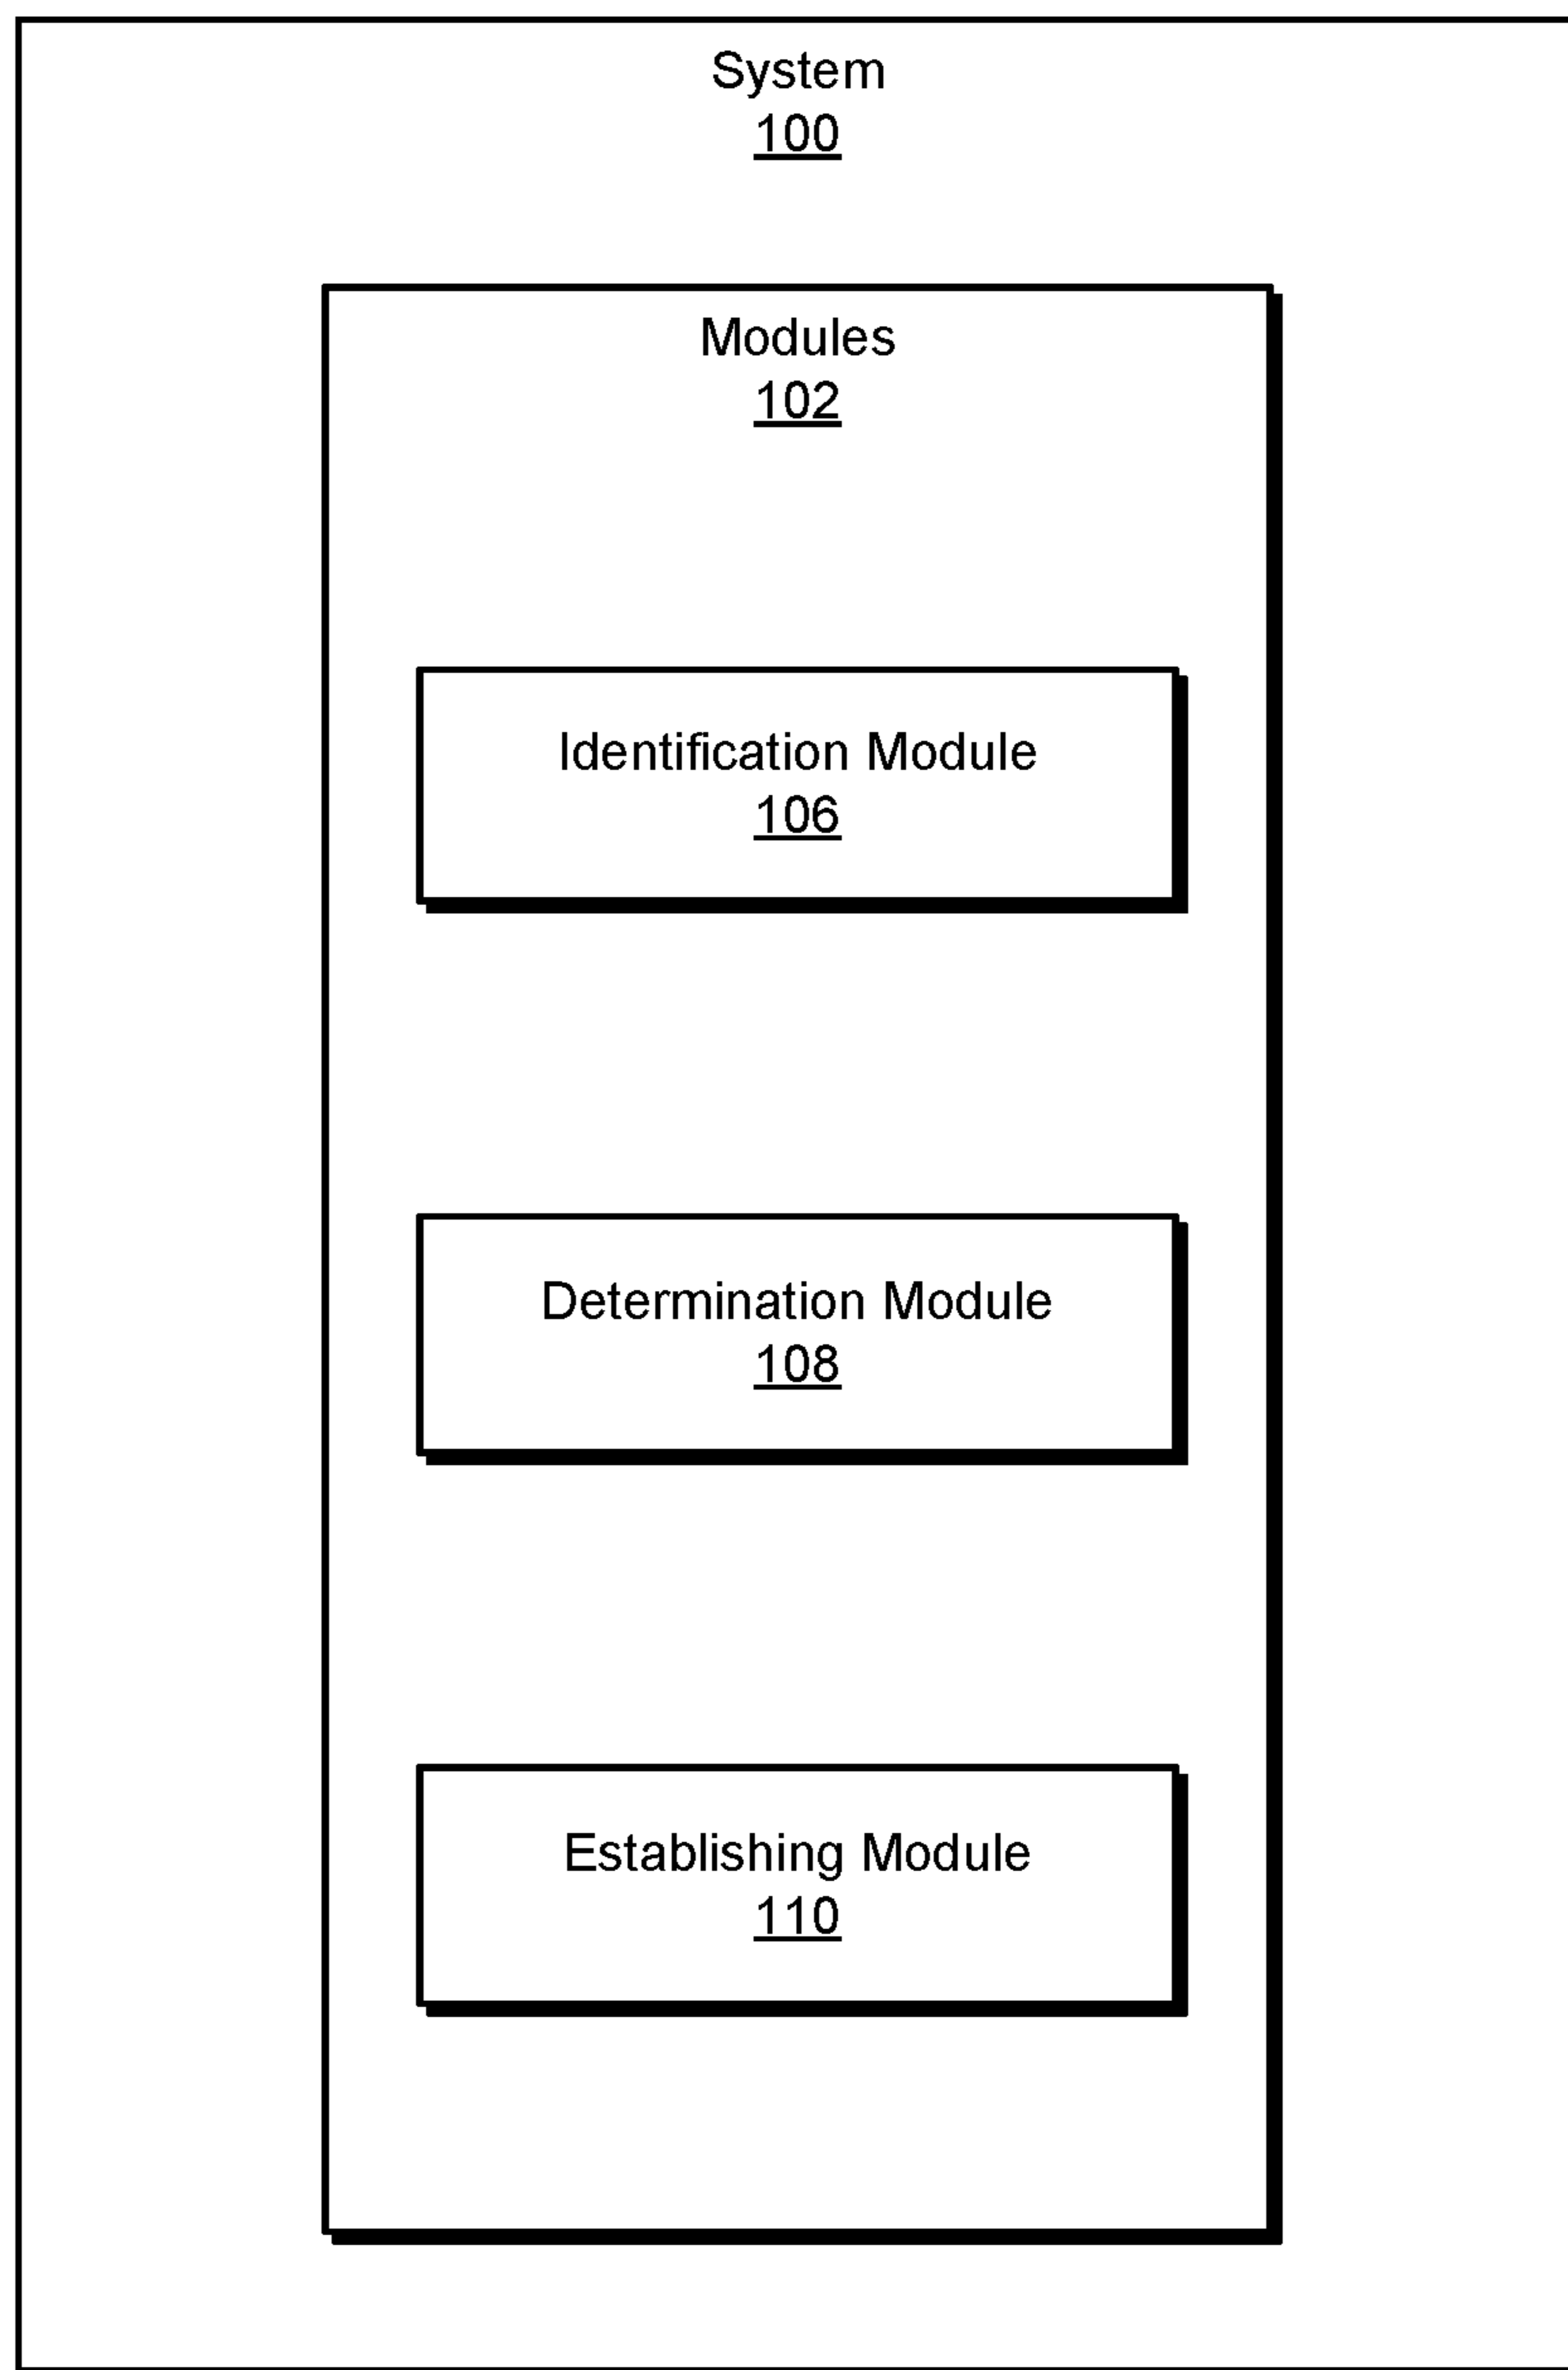 System
100
Modules
102
Identification Module
106
Determination Module
108
Establishing Module
110